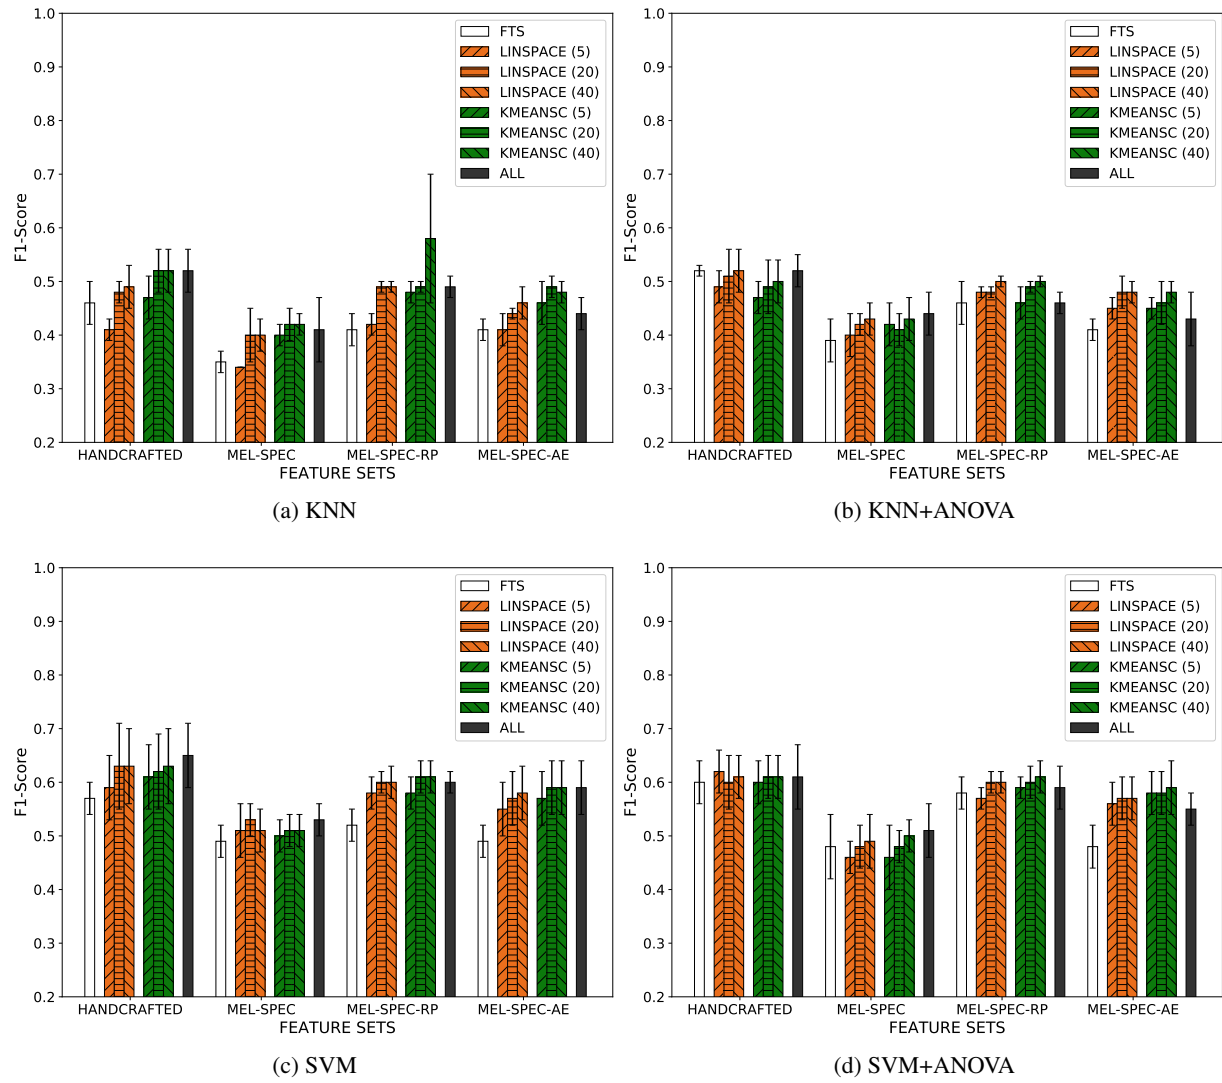 1.0
0.9
0.8
0.7
0.6
0.5
0.4
0.3
0.2
F1-Score
FTS
LINSPACE (5)
LINSPACE (20)
LINSPACE (40)
KMEANSC (5)
KMEANSC (20)
KMEANSC (40)
ALL
HANDCRAFTED MEL-SPEC MEL-SPEC-RP MEL-SPEC-AE
FEATURE SETS
(a) KNN
1.0
0.9
0.8
0.7
0.6
0.5
0.4
0.3
0.2
F1-Score
FTS
LINSPACE (5)
LINSPACE (20)
LINSPACE (40)
KMEANSC (5)
KMEANSC (20)
KMEANSC (40)
ALL
HANDCRAFTED MEL-SPEC MEL-SPEC-RP MEL-SPEC-AE
FEATURE SETS
(b) KNN+ANOVA
1.0
0.9
0.8
0.7
0.6
0.5
0.4
0.3
0.2
F1-Score
FTS
LINSPACE (5)
LINSPACE (20)
LINSPACE (40)
KMEANSC (5)
KMEANSC (20)
KMEANSC (40)
ALL
HANDCRAFTED MEL-SPEC MEL-SPEC-RP MEL-SPEC-AE
FEATURE SETS
(c) SVM
1.0
0.9
0.8
0.7
0.6
0.5
0.4
0.3
0.2
F1-Score
FTS
LINSPACE (5)
LINSPACE (20)
LINSPACE (40)
KMEANSC (5)
KMEANSC (20)
KMEANSC (40)
ALL
HANDCRAFTED MEL-SPEC MEL-SPEC-RP MEL-SPEC-AE
FEATURE SETS
(d) SVM+ANOVA